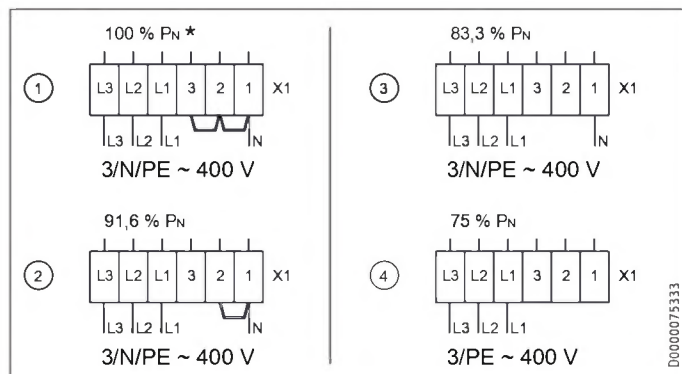 100 % PN *
1
L3 L2 L1 3 2 1 X1
L3 L2 L1 N
3/N/PE ~ 400 V
91,6 % PN
2
L3 L2 L1 3 2 1 X1
L3 L2 L1 N
3/N/PE ~ 400 V
83,3 % PN
3
L3 L2 L1 3 2 1 X1
L3 L2 L1 N
3/N/PE ~ 400 V
75 % PN
4
L3 L2 L1 3 2 1 X1
L3 L2 L1
3/PE ~ 400 V
D0000075333